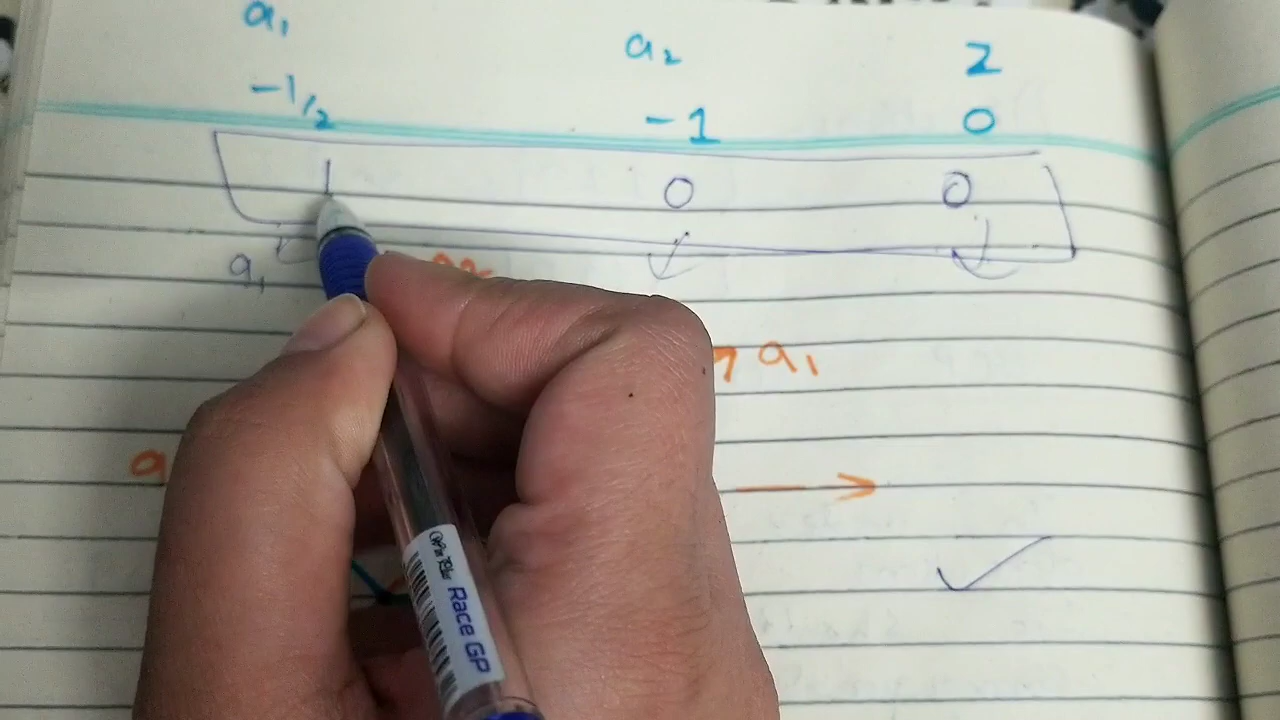 a₁ a₂ z
-1/2 -1 0
1 0 0
a₁
a₁
Race GP